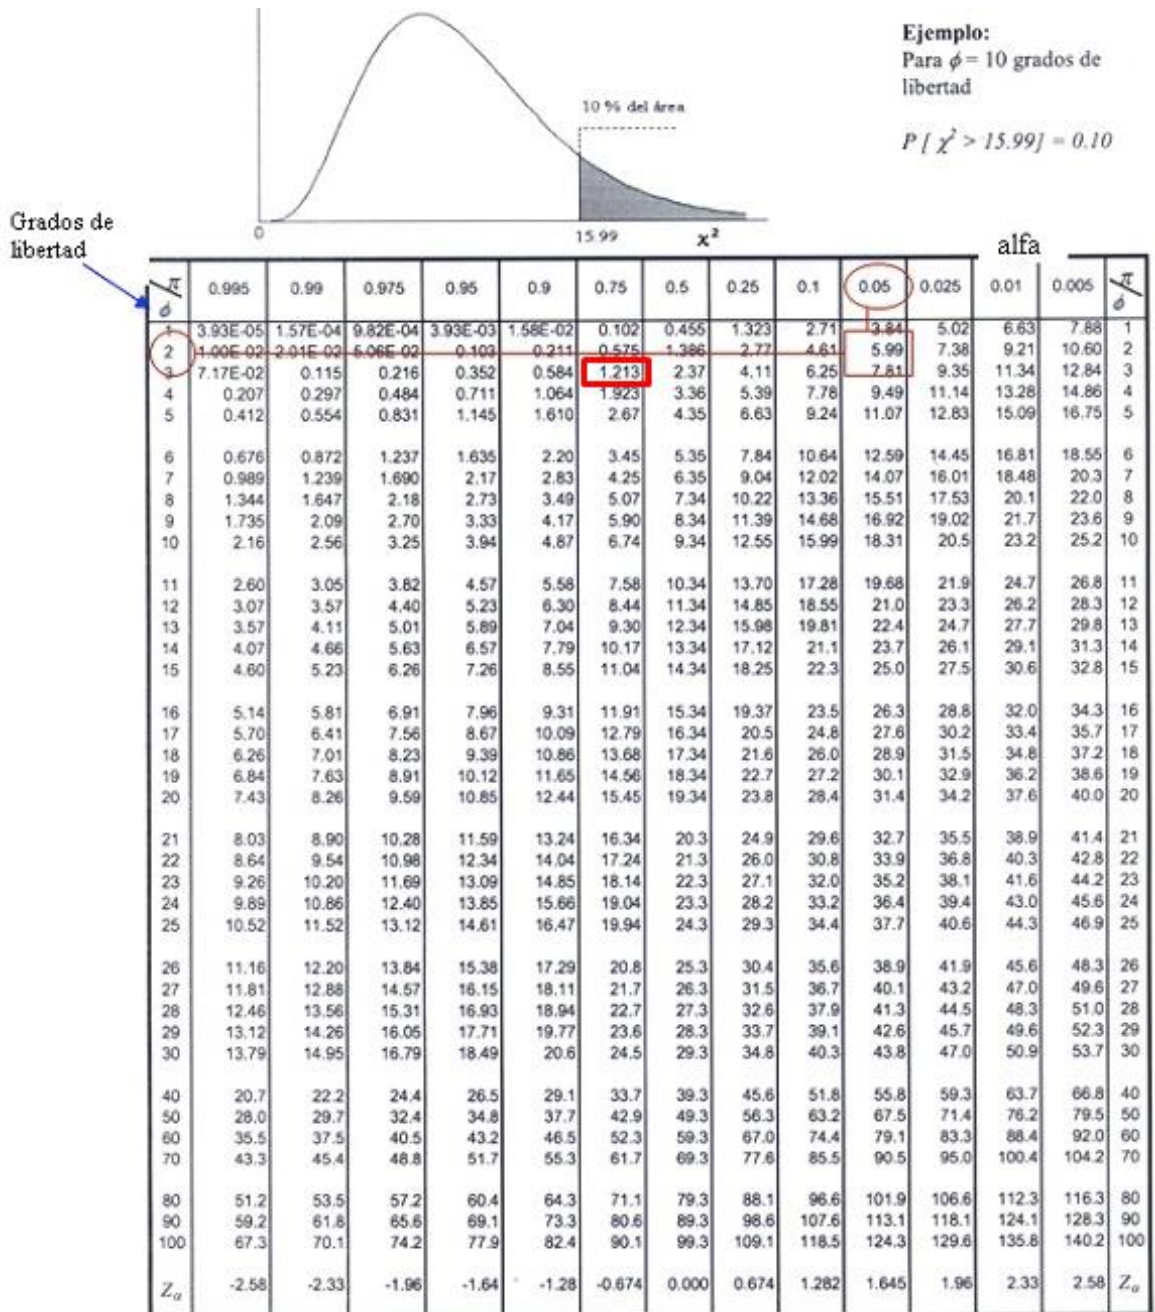 Ejemplo:
Para ϕ = 10 grados de
libertad
10 % del área
P [ χ² > 15.99] = 0.10
Grados de
libertad
0
15.99
χ²
alfa
π 0.995 0.99 0.975 0.95 0.9 0.75 0.5 0.25 0.1 0.05 0.025 0.01 0.005 π
ϕ ϕ
1 3.93E-05 1.57E-04 9.82E-04 3.93E-03 1.58E-02 0.102 0.455 1.323 2.71 3.84 5.02 6.63 7.88 1
2 1.00E-02 2.01E-02 5.06E-02 0.103 0.211 0.575 1.386 2.77 4.61 5.99 7.38 9.21 10.60 2
3 7.17E-02 0.115 0.216 0.352 0.584 1.213 2.37 4.11 6.25 7.81 9.35 11.34 12.84 3
4 0.207 0.297 0.484 0.711 1.064 1.923 3.36 5.39 7.78 9.49 11.14 13.28 14.86 4
5 0.412 0.554 0.831 1.145 1.610 2.67 4.35 6.63 9.24 11.07 12.83 15.09 16.75 5
6 0.676 0.872 1.237 1.635 2.20 3.45 5.35 7.84 10.64 12.59 14.45 16.81 18.55 6
7 0.989 1.239 1.690 2.17 2.83 4.25 6.35 9.04 12.02 14.07 16.01 18.48 20.3 7
8 1.344 1.647 2.18 2.73 3.49 5.07 7.34 10.22 13.36 15.51 17.53 20.1 22.0 8
9 1.735 2.09 2.70 3.33 4.17 5.90 8.34 11.39 14.68 16.92 19.02 21.7 23.6 9
10 2.16 2.56 3.25 3.94 4.87 6.74 9.34 12.55 15.99 18.31 20.5 23.2 25.2 10
11 2.60 3.05 3.82 4.57 5.58 7.58 10.34 13.70 17.28 19.68 21.9 24.7 26.8 11
12 3.07 3.57 4.40 5.23 6.30 8.44 11.34 14.85 18.55 21.0 23.3 26.2 28.3 12
13 3.57 4.11 5.01 5.89 7.04 9.30 12.34 15.98 19.81 22.4 24.7 27.7 29.8 13
14 4.07 4.66 5.63 6.57 7.79 10.17 13.34 17.12 21.1 23.7 26.1 29.1 31.3 14
15 4.60 5.23 6.26 7.26 8.55 11.04 14.34 18.25 22.3 25.0 27.5 30.6 32.8 15
16 5.14 5.81 6.91 7.96 9.31 11.91 15.34 19.37 23.5 26.3 28.8 32.0 34.3 16
17 5.70 6.41 7.56 8.67 10.09 12.79 16.34 20.5 24.8 27.6 30.2 33.4 35.7 17
18 6.26 7.01 8.23 9.39 10.86 13.68 17.34 21.6 26.0 28.9 31.5 34.8 37.2 18
19 6.84 7.63 8.91 10.12 11.65 14.56 18.34 22.7 27.2 30.1 32.9 36.2 38.6 19
20 7.43 8.26 9.59 10.85 12.44 15.45 19.34 23.8 28.4 31.4 34.2 37.6 40.0 20
21 8.03 8.90 10.28 11.59 13.24 16.34 20.3 24.9 29.6 32.7 35.5 38.9 41.4 21
22 8.64 9.54 10.98 12.34 14.04 17.24 21.3 26.0 30.8 33.9 36.8 40.3 42.8 22
23 9.26 10.20 11.69 13.09 14.85 18.14 22.3 27.1 32.0 35.2 38.1 41.6 44.2 23
24 9.89 10.86 12.40 13.85 15.66 19.04 23.3 28.2 33.2 36.4 39.4 43.0 45.6 24
25 10.52 11.52 13.12 14.61 16.47 19.94 24.3 29.3 34.4 37.7 40.6 44.3 46.9 25
26 11.16 12.20 13.84 15.38 17.29 20.8 25.3 30.4 35.6 38.9 41.9 45.6 48.3 26
27 11.81 12.88 14.57 16.15 18.11 21.7 26.3 31.5 36.7 40.1 43.2 47.0 49.6 27
28 12.46 13.56 15.31 16.93 18.94 22.7 27.3 32.6 37.9 41.3 44.5 48.3 51.0 28
29 13.12 14.26 16.05 17.71 19.77 23.6 28.3 33.7 39.1 42.6 45.7 49.6 52.3 29
30 13.79 14.95 16.79 18.49 20.6 24.5 29.3 34.8 40.3 43.8 47.0 50.9 53.7 30
40 20.7 22.2 24.4 26.5 29.1 33.7 39.3 45.6 51.8 55.8 59.3 63.7 66.8 40
50 28.0 29.7 32.4 34.8 37.7 42.9 49.3 56.3 63.2 67.5 71.4 76.2 79.5 50
60 35.5 37.5 40.5 43.2 46.5 52.3 59.3 67.0 74.4 79.1 83.3 88.4 92.0 60
70 43.3 45.4 48.8 51.7 55.3 61.7 69.3 77.6 85.5 90.5 95.0 100.4 104.2 70
80 51.2 53.5 57.2 60.4 64.3 71.1 79.3 88.1 96.6 101.9 106.6 112.3 116.3 80
90 59.2 61.8 65.6 69.1 73.3 80.6 89.3 98.6 107.6 113.1 118.1 124.1 128.3 90
100 67.3 70.1 74.2 77.9 82.4 90.1 99.3 109.1 118.5 124.3 129.6 135.8 140.2 100
Zα -2.58 -2.33 -1.96 -1.64 -1.28 -0.674 0.000 0.674 1.282 1.645 1.96 2.33 2.58 Zα